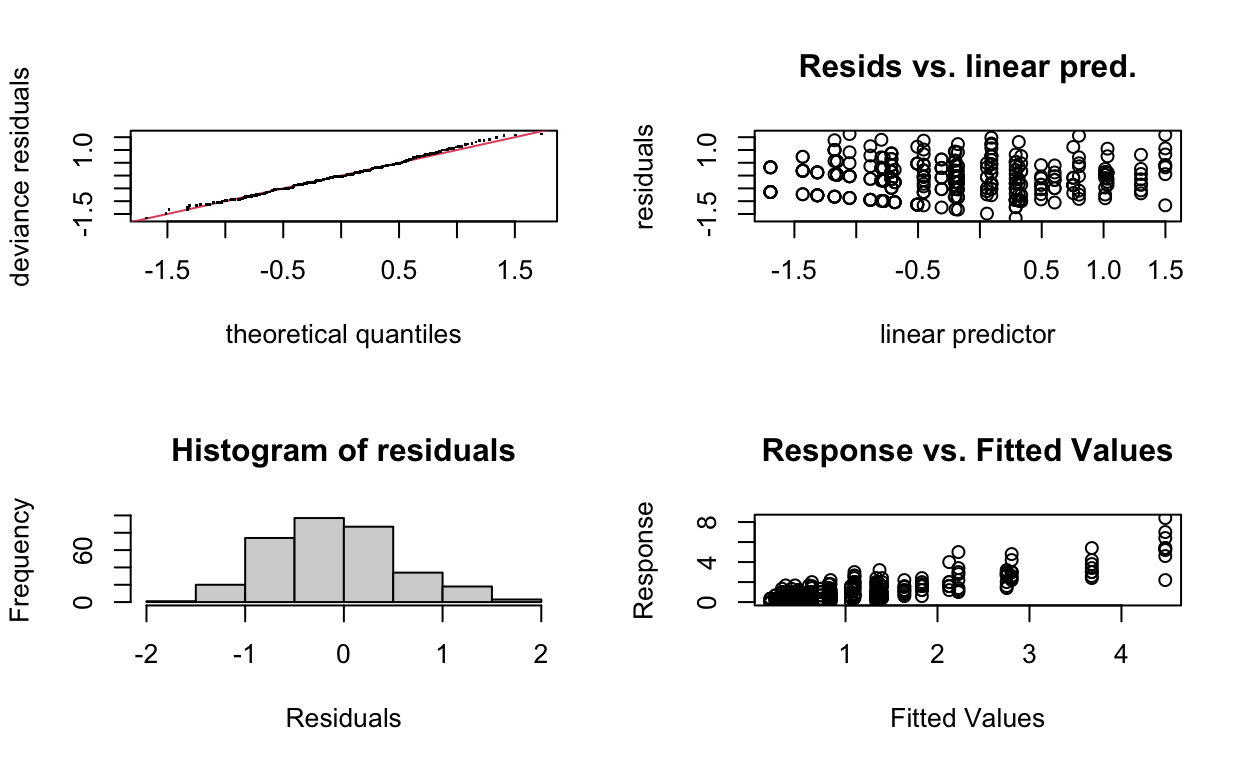 deviance residuals
-1.5 1.0
-1.5 -0.5 0.5 1.5
theoretical quantiles
Resids vs. linear pred.
residuals
-1.5 1.0
-1.5 -0.5 0.5 1.0 1.5
linear predictor
Histogram of residuals
Frequency
0 60
-2 -1 0 1 2
Residuals
Response vs. Fitted Values
Response
0 4 8
1 2 3 4
Fitted Values